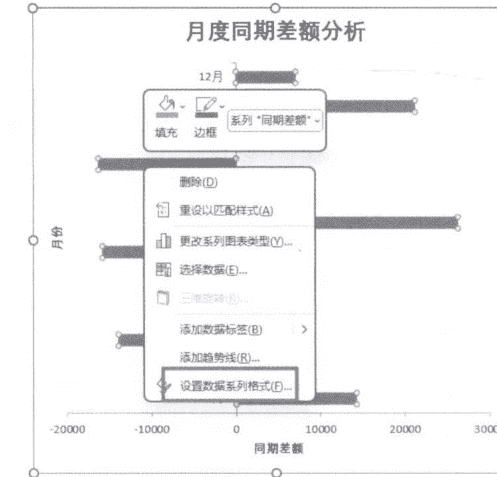 月度同期差额分析
12月
填充 边框 系列 "同期差额"
删除(D)
重设以匹配样式(A)
更改系列图表类型(Y)...
选择数据(E)...
三维旋转(R)...
添加数据标签(B)
添加趋势线(R)...
设置数据系列格式(F)...
月份
-20000 -10000 0 10000 20000 3000
同期差额